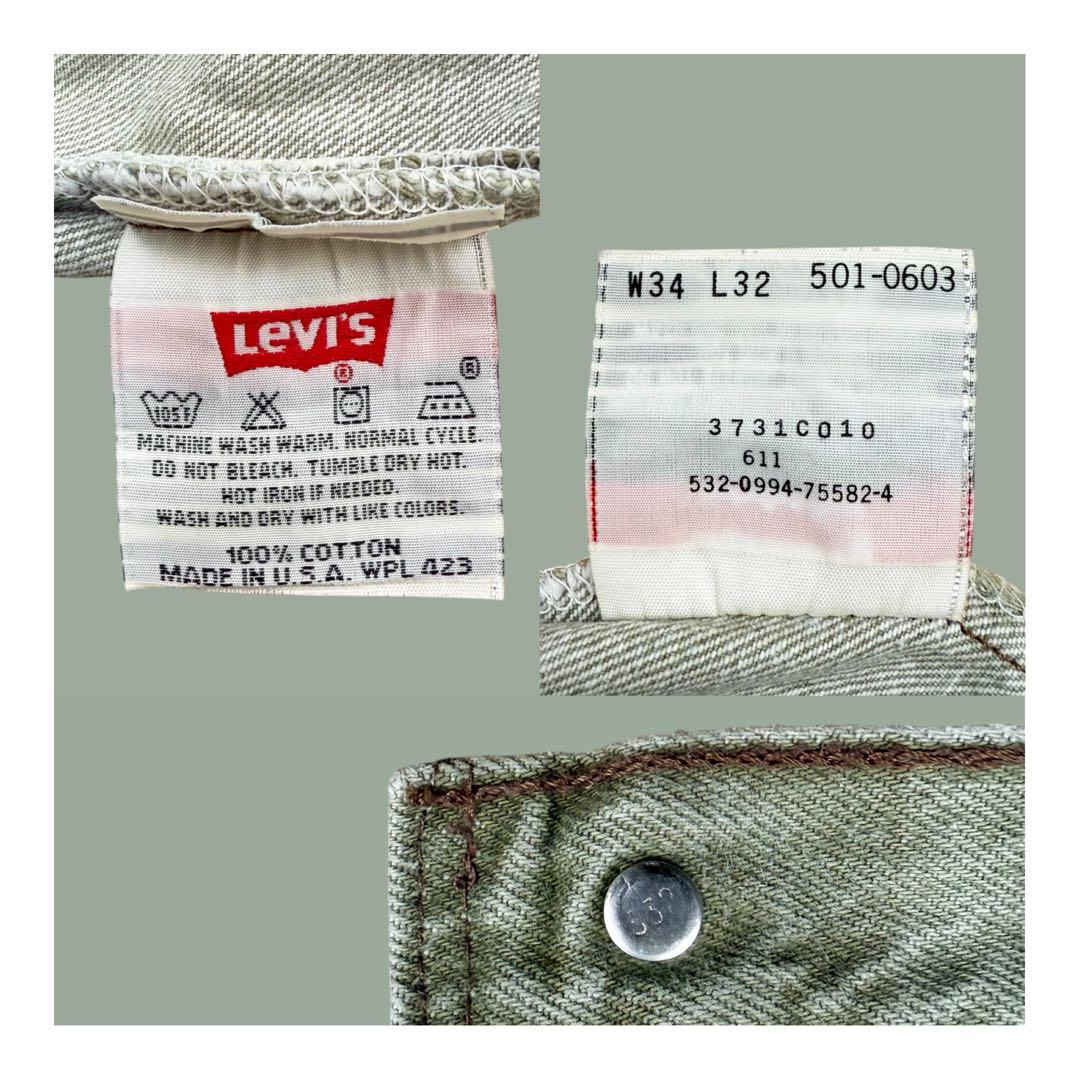 Levi's
®
®
105F
MACHINE WASH WARM. NORMAL CYCLE.
DO NOT BLEACH. TUMBLE DRY HOT.
HOT IRON IF NEEDED.
WASH AND DRY WITH LIKE COLORS.
100% COTTON
MADE IN U.S.A. WPL 423
W34 L32 501-0603
3731C010
611
532-0994-75582-4
532